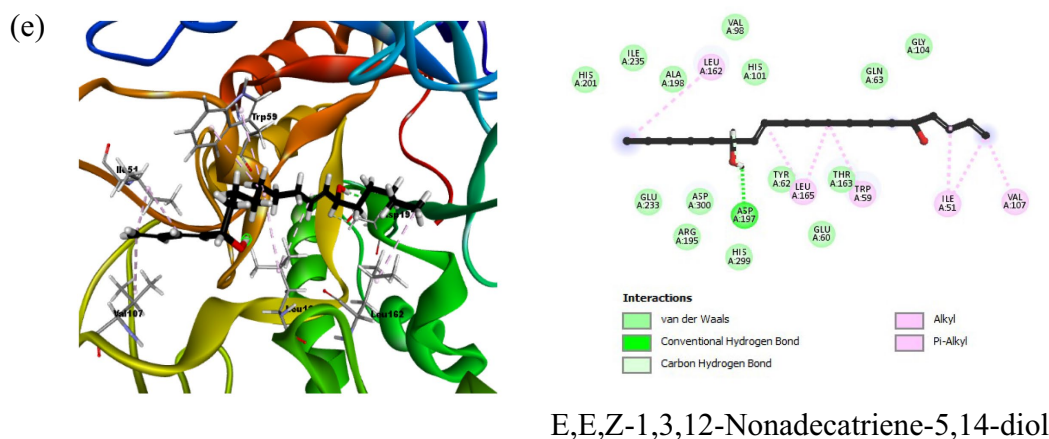 (e)
Trp59
Ile51
Val107
Leu162
VAL
A:98
GLY
A:104
ILE
A:235
LEU
A:162
GLN
A:63
HIS
A:201
ALA
A:198
HIS
A:101
TYR
A:62
THR
A:163
GLU
A:233
ASP
A:300
LEU
A:165
TRP
A:59
ILE
A:51
VAL
A:107
ASP
A:197
ARG
A:195
GLU
A:60
HIS
A:299
Interactions
van der Waals
Conventional Hydrogen Bond
Carbon Hydrogen Bond
Alkyl
Pi-Alkyl
E,E,Z-1,3,12-Nonadecatriene-5,14-diol